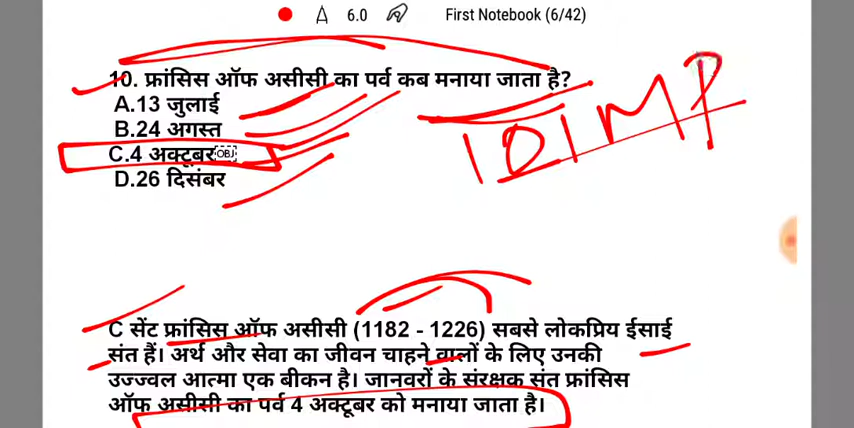 6.0 First Notebook (6/42)
10. फ्रांसिस ऑफ असीसी का पर्व कब मनाया जाता है?
A.13 जुलाई
B.24 अगस्त
C.4 अक्टूबर OBJ
D.26 दिसंबर
101MP
C सेंट फ्रांसिस ऑफ असीसी (1182 - 1226) सबसे लोकप्रिय ईसाई
संत हैं। अर्थ और सेवा का जीवन चाहने वालों के लिए उनकी
उज्ज्वल आत्मा एक बीकन है। जानवरों के संरक्षक संत फ्रांसिस
ऑफ असीसी का पर्व 4 अक्टूबर को मनाया जाता है।